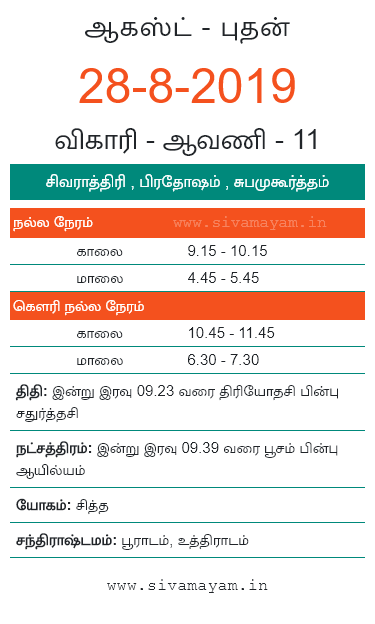 ஆகஸ்ட் - புதன்
28-8-2019
விகாரி - ஆவணி - 11
சிவராத்திரி , பிரதோஷம் , சுபமுகூர்த்தம்
நல்ல நேரம் www.sivamayam.in
காலை 9.15 - 10.15
மாலை 4.45 - 5.45
கௌரி நல்ல நேரம்
காலை 10.45 - 11.45
மாலை 6.30 - 7.30
திதி: இன்று இரவு 09.23 வரை திரியோதசி பின்பு
சதுர்த்தசி
நட்சத்திரம்: இன்று இரவு 09.39 வரை பூசம் பின்பு
ஆயில்யம்
யோகம்: சித்த
சந்திராஷ்டமம்: பூராடம், உத்திராடம்
www.sivamayam.in